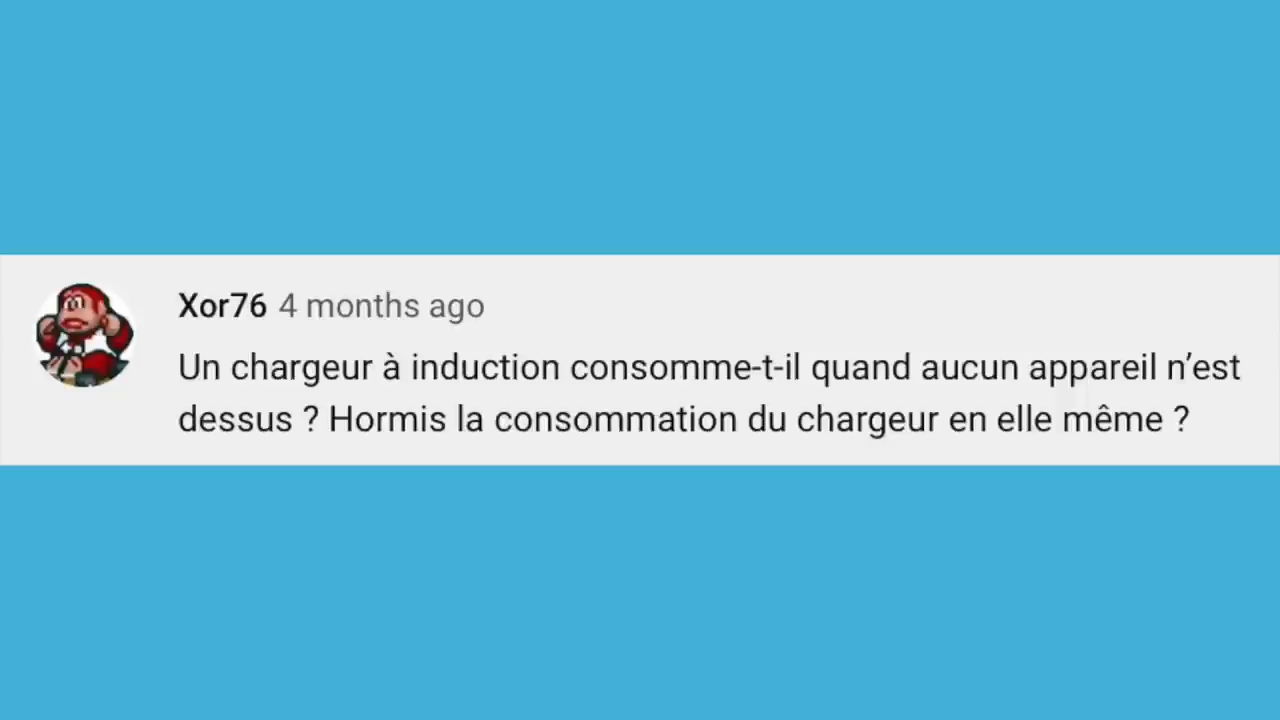 Xor76 4 months ago
Un chargeur à induction consomme-t-il quand aucun appareil n’est
dessus ? Hormis la consommation du chargeur en elle même ?